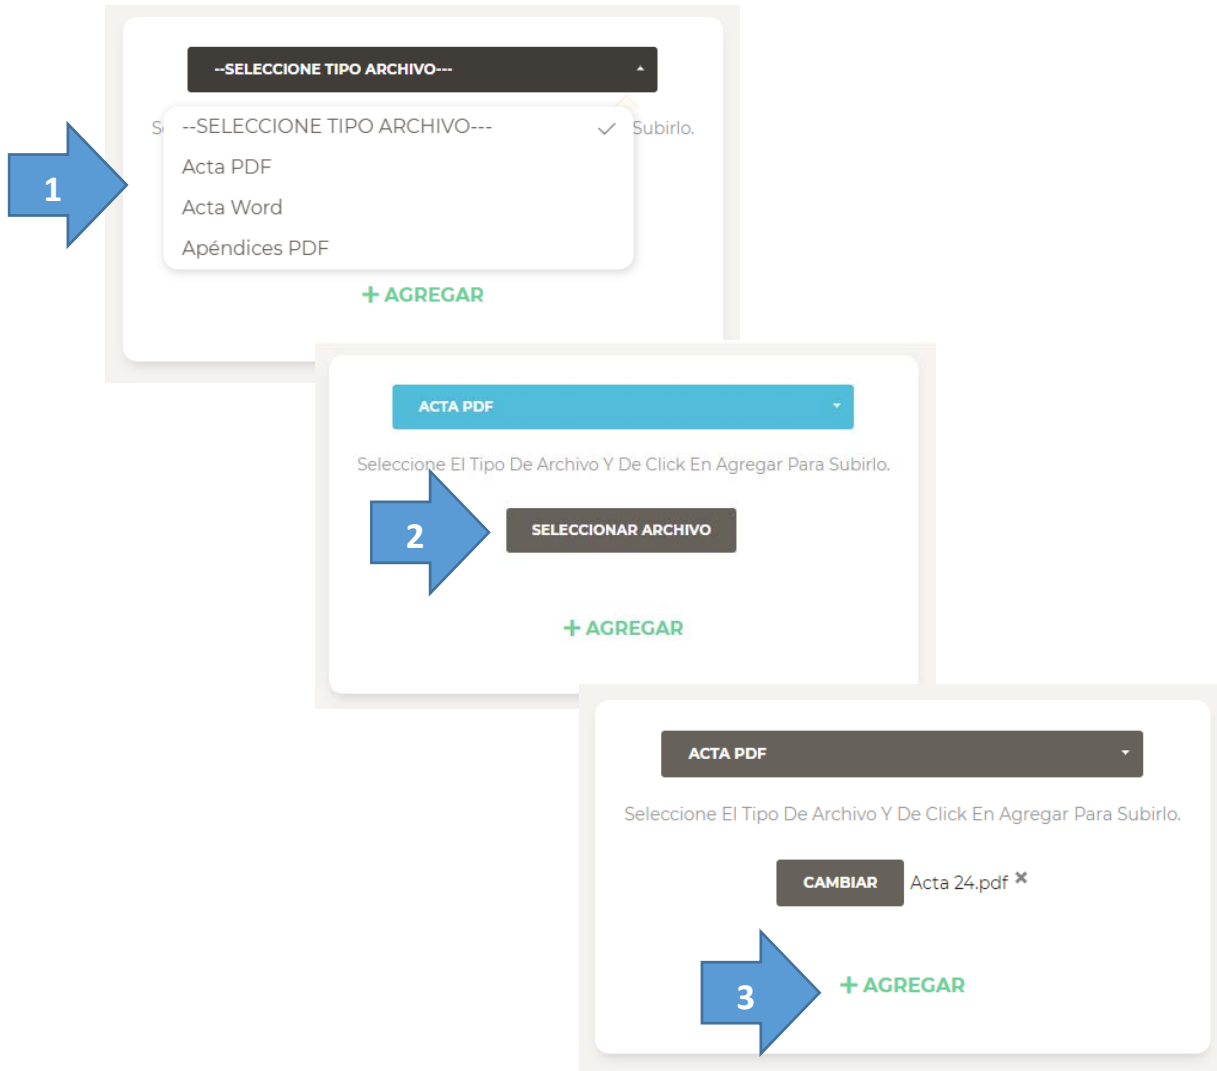 --SELECCIONE TIPO ARCHIVO---
--SELECCIONE TIPO ARCHIVO---
Subirlo.
Acta PDF
1
Acta Word
Apéndices PDF
+ AGREGAR
ACTA PDF
Seleccione El Tipo De Archivo Y De Click En Agregar Para Subirlo.
2
SELECCIONAR ARCHIVO
+ AGREGAR
ACTA PDF
Seleccione El Tipo De Archivo Y De Click En Agregar Para Subirlo.
CAMBIAR Acta 24.pdf ×
3
+ AGREGAR